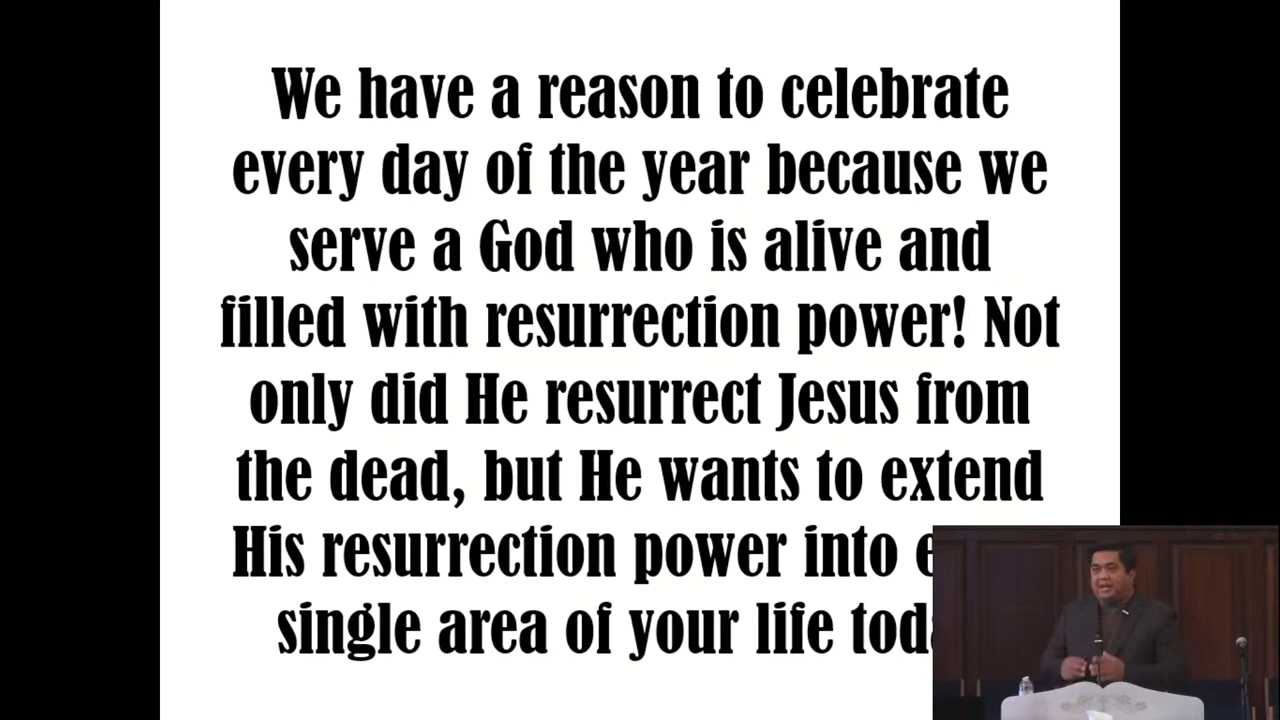 We have a reason to celebrate
every day of the year because we
serve a God who is alive and
filled with resurrection power! Not
only did He resurrect Jesus from
the dead, but He wants to extend
His resurrection power into
single area of your life